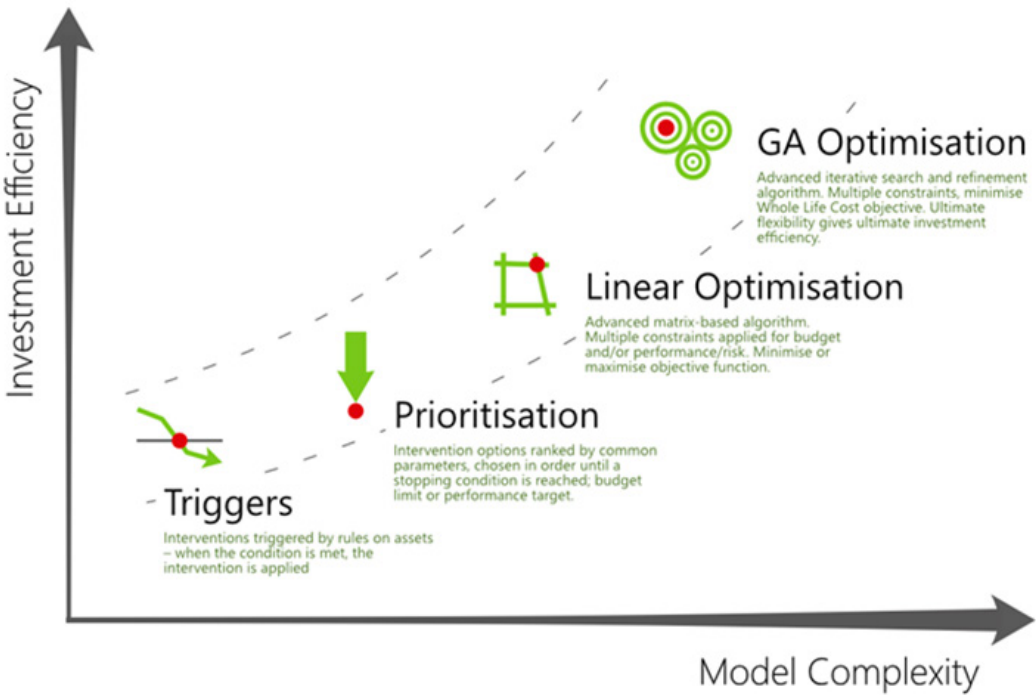 Investment Efficiency
GA Optimisation
Advanced iterative search and refinement
algorithm. Multiple constraints, minimise
Whole Life Cost objective. Ultimate
flexibility gives ultimate investment
efficiency.
Linear Optimisation
Advanced matrix-based algorithm.
Multiple constraints applied for budget
and/or performance/risk. Minimise or
maximise objective function.
Prioritisation
Intervention options ranked by common
parameters, chosen in order until a
stopping condition is reached; budget
limit or performance target.
Triggers
Interventions triggered by rules on assets
– when the condition is met, the
intervention is applied
Model Complexity